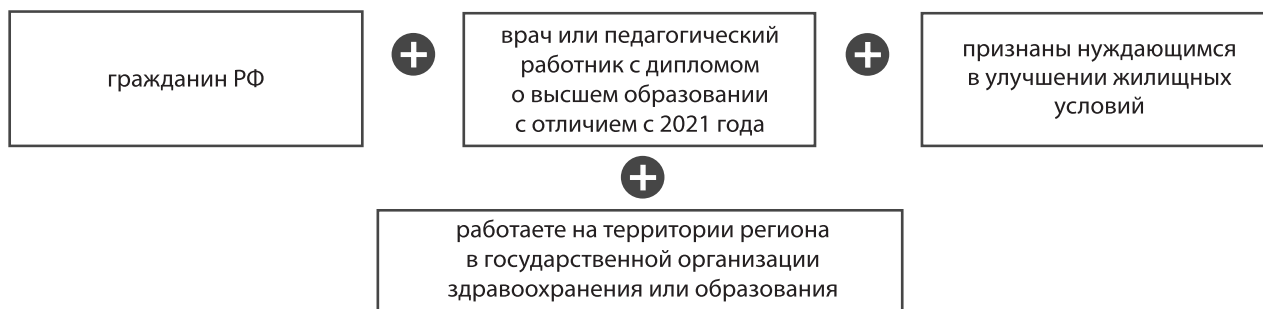 гражданин РФ
врач или педагогический
работник с дипломом
о высшем образовании
с отличием с 2021 года
признаны нуждающимся
в улучшении жилищных
условий
работаете на территории региона
в государственной организации
здравоохранения или образования